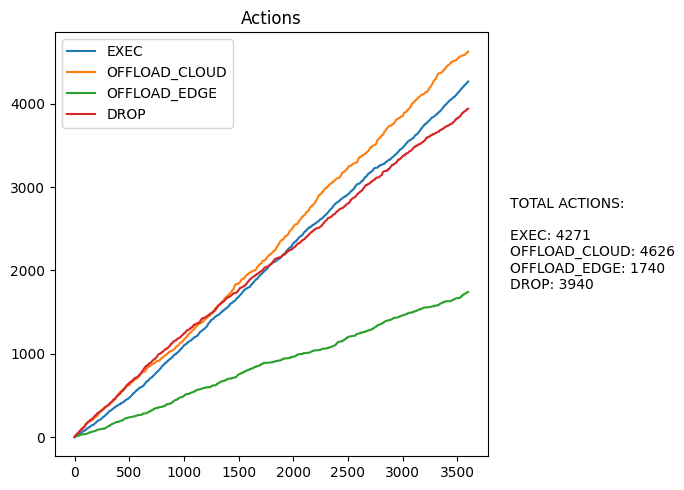 Actions
EXEC
OFFLOAD_CLOUD
OFFLOAD_EDGE
DROP
4000
3000
2000
1000
0
0 500 1000 1500 2000 2500 3000 3500
TOTAL ACTIONS:
EXEC: 4271
OFFLOAD_CLOUD: 4626
OFFLOAD_EDGE: 1740
DROP: 3940